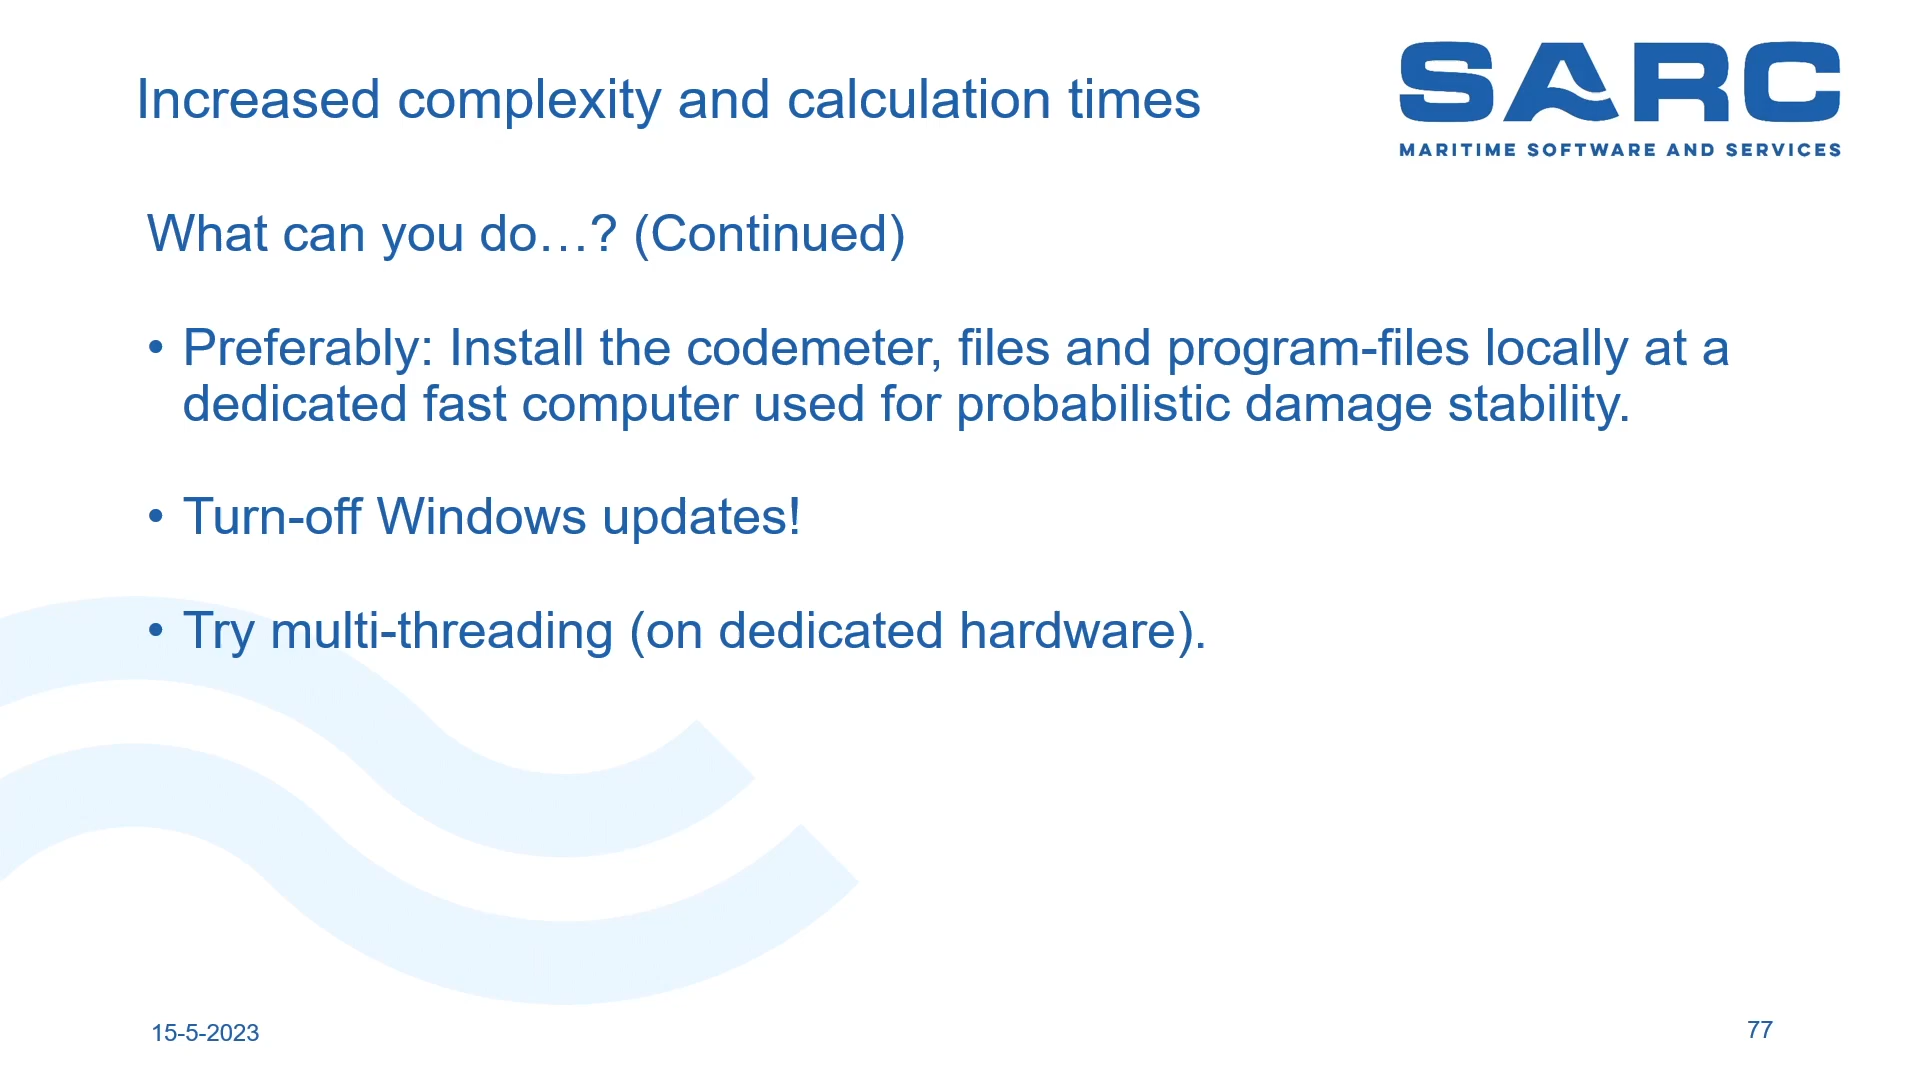 Increased complexity and calculation times
SARC
MARITIME SOFTWARE AND SERVICES
What can you do…? (Continued)
• Preferably: Install the codemeter, files and program-files locally at a
dedicated fast computer used for probabilistic damage stability.
• Turn-off Windows updates!
• Try multi-threading (on dedicated hardware).
15-5-2023
77